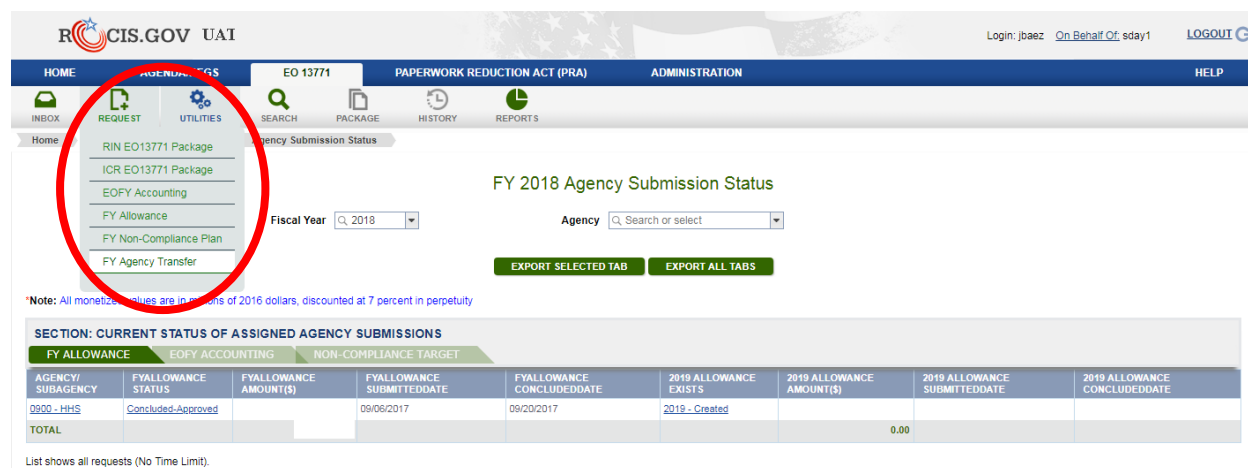 ROCIS.GOV UAT
Login: jbaez On Behalf Of: sday1 LOGOUT
HOME AGENDA/REGS EO 13771 PAPERWORK REDUCTION ACT (PRA) ADMINISTRATION HELP
INBOX REQUEST UTILITIES SEARCH PACKAGE HISTORY REPORTS
Home Agency Submission Status
RIN EO13771 Package
ICR EO13771 Package
EOFY Accounting
FY Allowance
FY Non-Compliance Plan
FY Agency Transfer
FY 2018 Agency Submission Status
Fiscal Year 2018 Agency Search or select
EXPORT SELECTED TAB EXPORT ALL TABS
*Note: All monetized values are in millions of 2016 dollars, discounted at 7 percent in perpetuity
SECTION: CURRENT STATUS OF ASSIGNED AGENCY SUBMISSIONS
FY ALLOWANCE EOFY ACCOUNTING NON-COMPLIANCE TARGET
AGENCY/ SUBAGENCY FYALLOWANCE STATUS FYALLOWANCE AMOUNT($) FYALLOWANCE SUBMITTEDDATE FYALLOWANCE CONCLUDEDDATE 2019 ALLOWANCE EXISTS 2019 ALLOWANCE AMOUNT($) 2019 ALLOWANCE SUBMITTEDDATE 2019 ALLOWANCE CONCLUDEDDATE
0900 - HHS Concluded-Approved 09/06/2017 09/20/2017 2019 - Created
TOTAL 0.00
List shows all requests (No Time Limit).